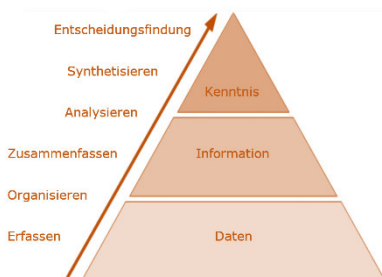 Entscheidungsfindung
Synthetisieren
Kenntnis
Analysieren
Zusammenfassen
Information
Organisieren
Erfassen
Daten